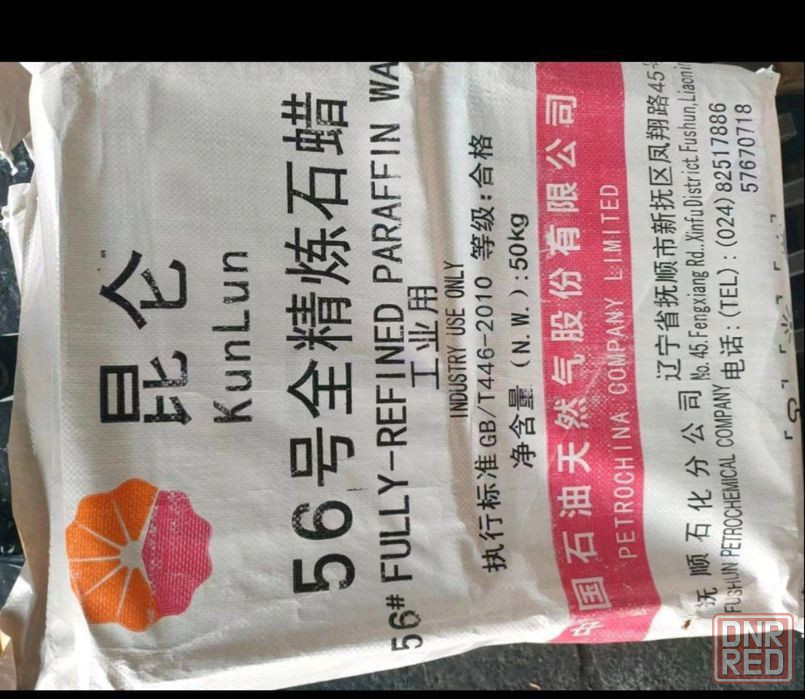 昆仑
KunLun
56号全精炼石蜡
56# FULLY-REFINED PARAFFIN WA
工业用
INDUSTRY USE ONLY
执行标准 GB/T446-2010 等级:合格
净含量 (N.W.):50kg
中国石油天然气股份有限公司
PETROCHINA COMPANY LIMITED
抚顺石化分公司 辽宁省抚顺市新抚区凤翔路45号
FUSHUN PETROCHEMICAL COMPANY No.45.Fengxiang Rd.,Xinfu District.Fushun,Liaonin
电话:(TEL):(024)82517886
57670718
DNR
RED